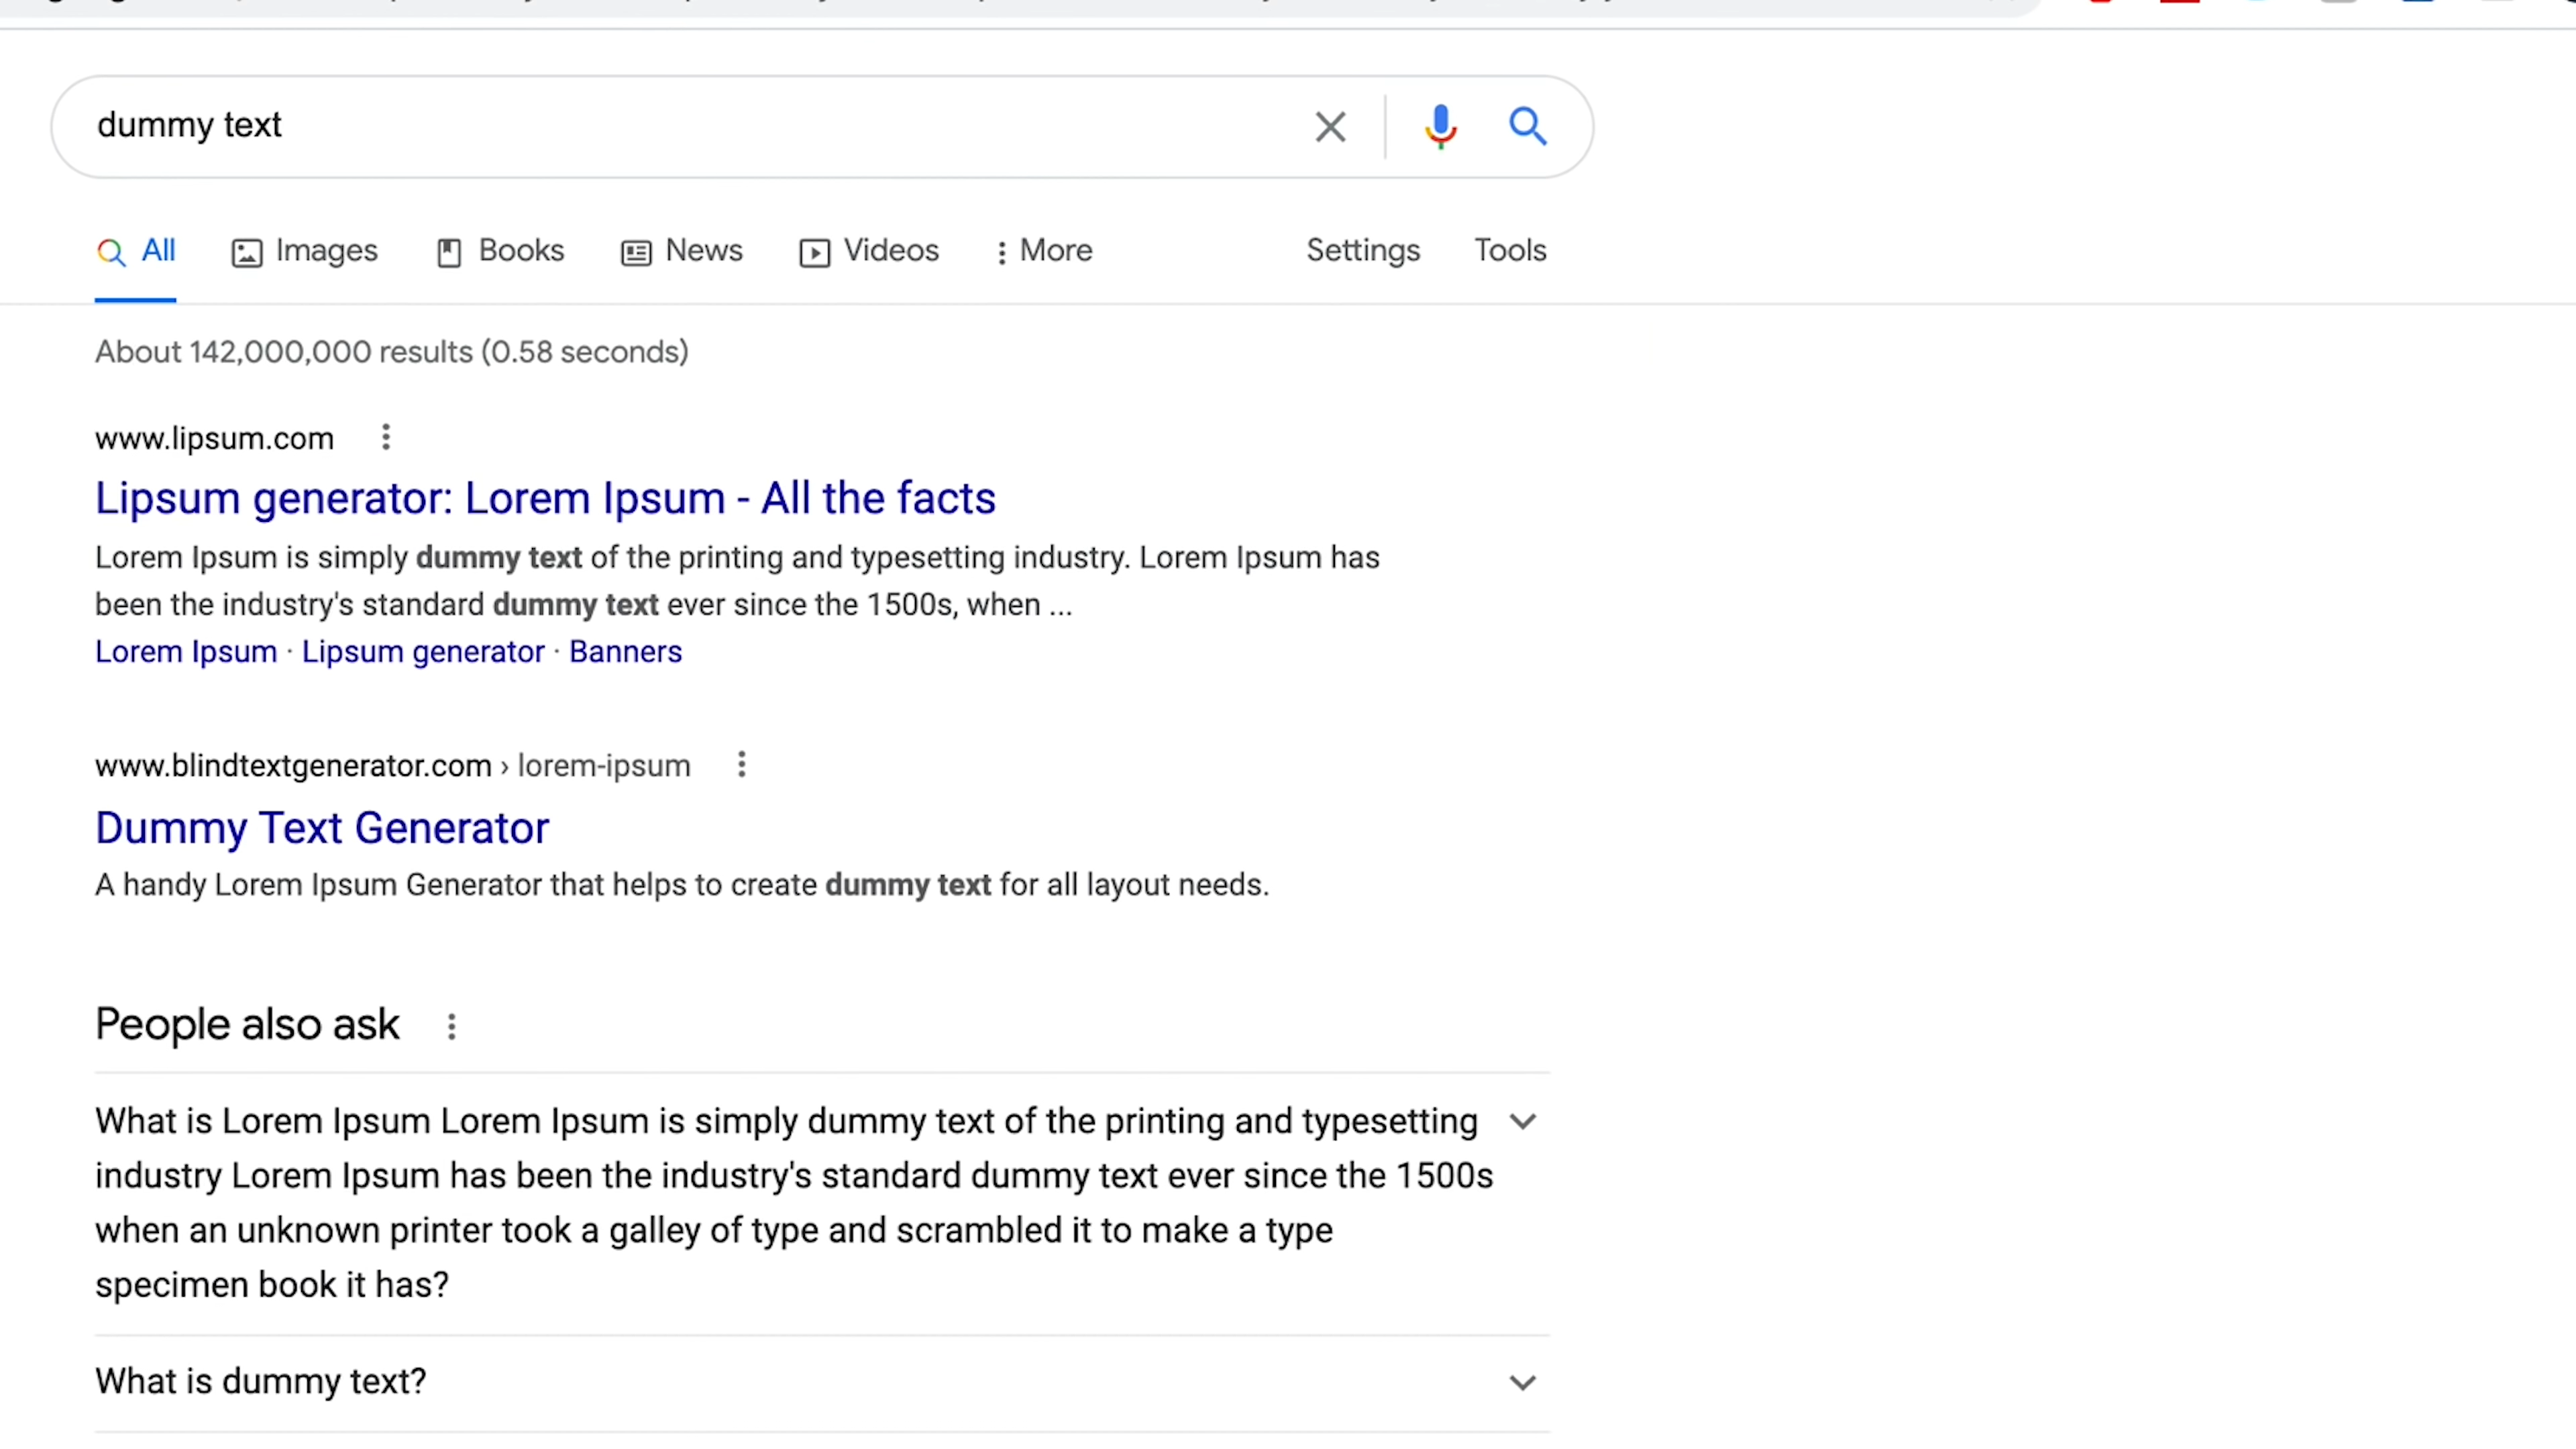 dummy text
All Images Books News Videos More Settings Tools
About 142,000,000 results (0.58 seconds)
www.lipsum.com
Lipsum generator: Lorem Ipsum - All the facts
Lorem Ipsum is simply dummy text of the printing and typesetting industry. Lorem Ipsum has
been the industry's standard dummy text ever since the 1500s, when ...
Lorem Ipsum · Lipsum generator · Banners
www.blindtextgenerator.com › lorem-ipsum
Dummy Text Generator
A handy Lorem Ipsum Generator that helps to create dummy text for all layout needs.
People also ask
What is Lorem Ipsum Lorem Ipsum is simply dummy text of the printing and typesetting
industry Lorem Ipsum has been the industry's standard dummy text ever since the 1500s
when an unknown printer took a galley of type and scrambled it to make a type
specimen book it has?
What is dummy text?